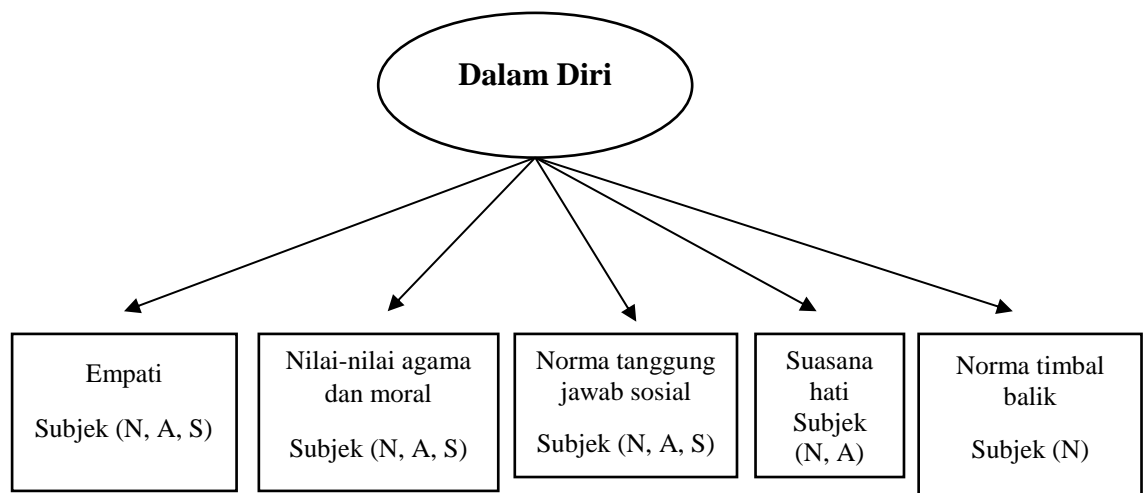 Dalam Diri
Empati
Subjek (N, A, S)
Nilai-nilai agama
dan moral
Subjek (N, A, S)
Norma tanggung
jawab sosial
Subjek (N, A, S)
Suasana
hati
Subjek
(N, A)
Norma timbal
balik
Subjek (N)